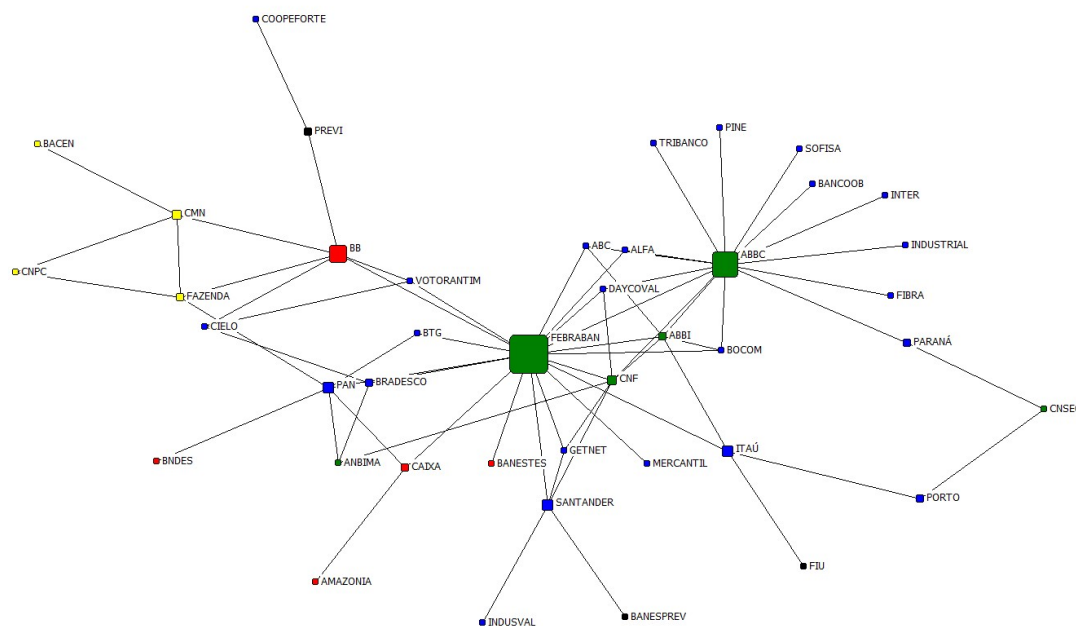 COOPEFORTE
PINE
PREVI
TRIBANCO
BACEN
SOFISA
BANCOOB
INTER
CMN
BB
ABC
ALFA
INDUSTRIAL
ABBC
CNPC
VOTORANTIM
DAYCOVAL
FAZENDA
FIBRA
CIELO
BTG
FEBRABAN
ABBI
PARANÁ
BOCOM
CNF
PAN
BRADESCO
CNSEG
GETNET
ITAÚ
BNDES
ANBIMA
CAIXA
BANESTES
MERCANTIL
SANTANDER
PORTO
FIU
AMAZONIA
INDUSVAL
BANESPREV